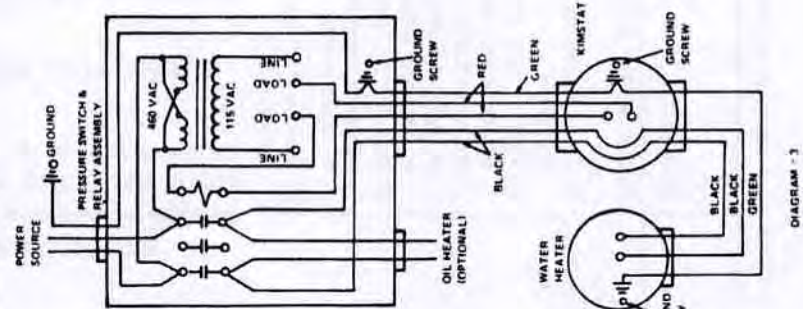 POWER
SOURCE
GROUND
PRESSURE SWITCH &
RELAY ASSEMBLY
460 VAC
115 VAC
LINE
LOAD
LOAD
LINE
GROUND
SCREW
OIL HEATER
(OPTIONAL)
RED
GREEN
BLACK
KIMSTAT
GROUND
SCREW
WATER
HEATER
BLACK
BLACK
GREEN
DIAGRAM - 3